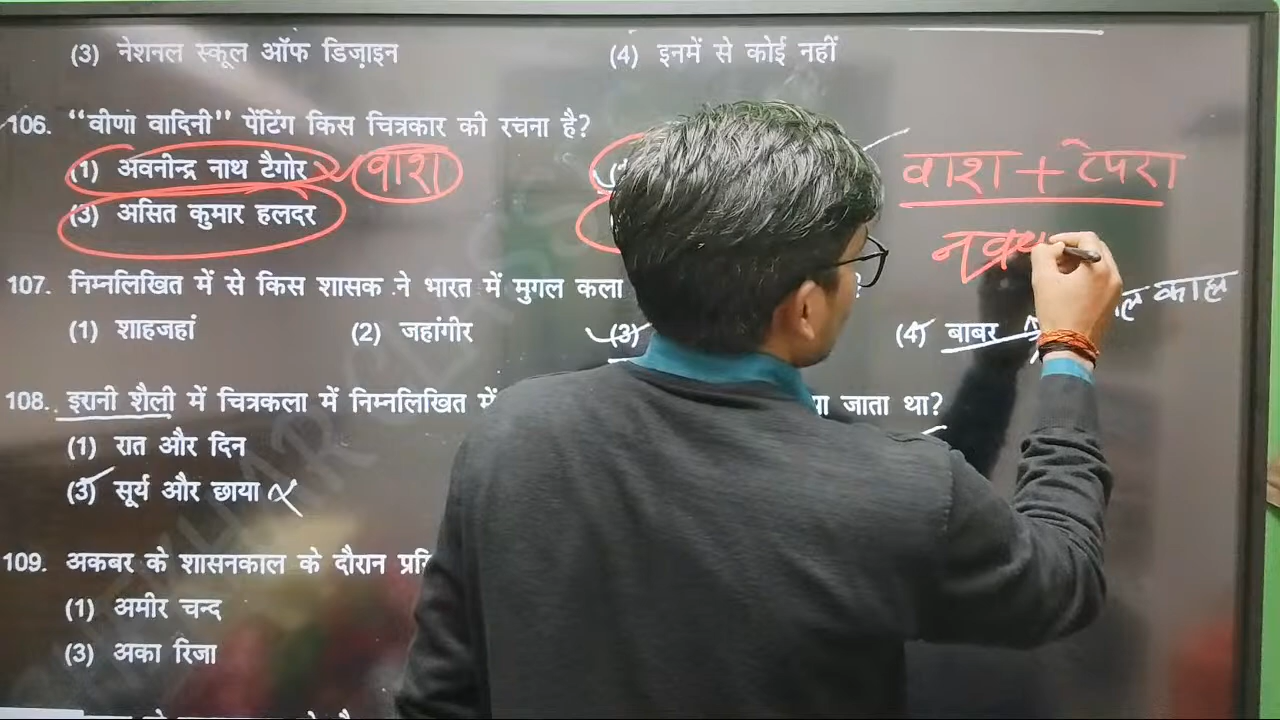 (3) नेशनल स्कूल ऑफ डिज़ाइन (4) इनमें से कोई नहीं
106. “वीणा वादिनी” पेंटिंग किस चित्रकार की रचना है?
(1) अवनीन्द्र नाथ टैगोर वाश
(3) असित कुमार हलदर
वाश + टेंपरा
107. निम्नलिखित में से किस शासक ने भारत में मुगल कला ?
(1) शाहजहां (2) जहांगीर (3) (4) बाबर
108. इरानी शैली में चित्रकला में निम्नलिखित में जाता था?
(1) रात और दिन
(3) सूर्य और छाया
109. अकबर के शासनकाल के दौरान
(1) अमीर चन्द
(3) अका रिजा